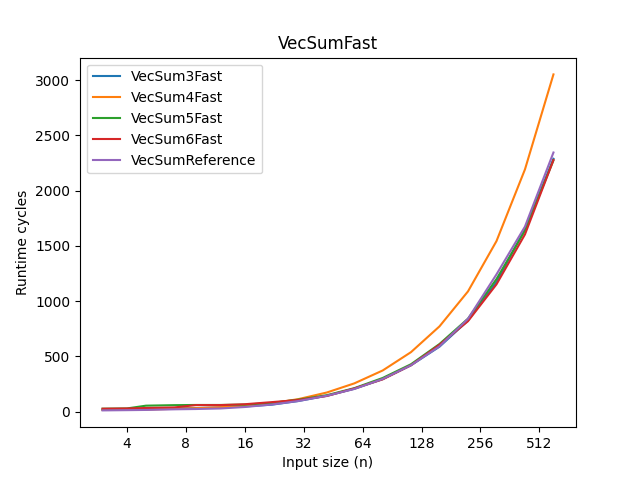 VecSumFast
VecSum3Fast
VecSum4Fast
VecSum5Fast
VecSum6Fast
VecSumReference
Runtime cycles
3000
2500
2000
1500
1000
500
0
4 8 16 32 64 128 256 512
Input size (n)